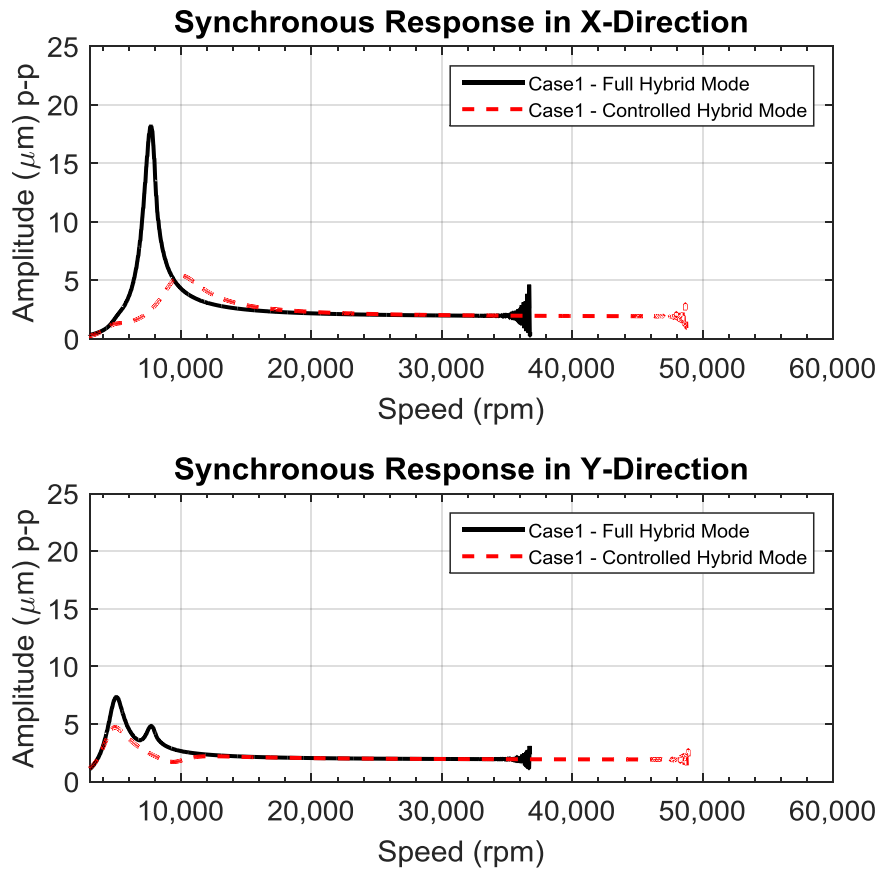 Synchronous Response in X-Direction
25
20
15
10
5
0
Amplitude (μm) p-p
Case1 - Full Hybrid Mode
Case1 - Controlled Hybrid Mode
10,000 20,000 30,000 40,000 50,000 60,000
Speed (rpm)
Synchronous Response in Y-Direction
25
20
15
10
5
0
Amplitude (μm) p-p
Case1 - Full Hybrid Mode
Case1 - Controlled Hybrid Mode
10,000 20,000 30,000 40,000 50,000 60,000
Speed (rpm)